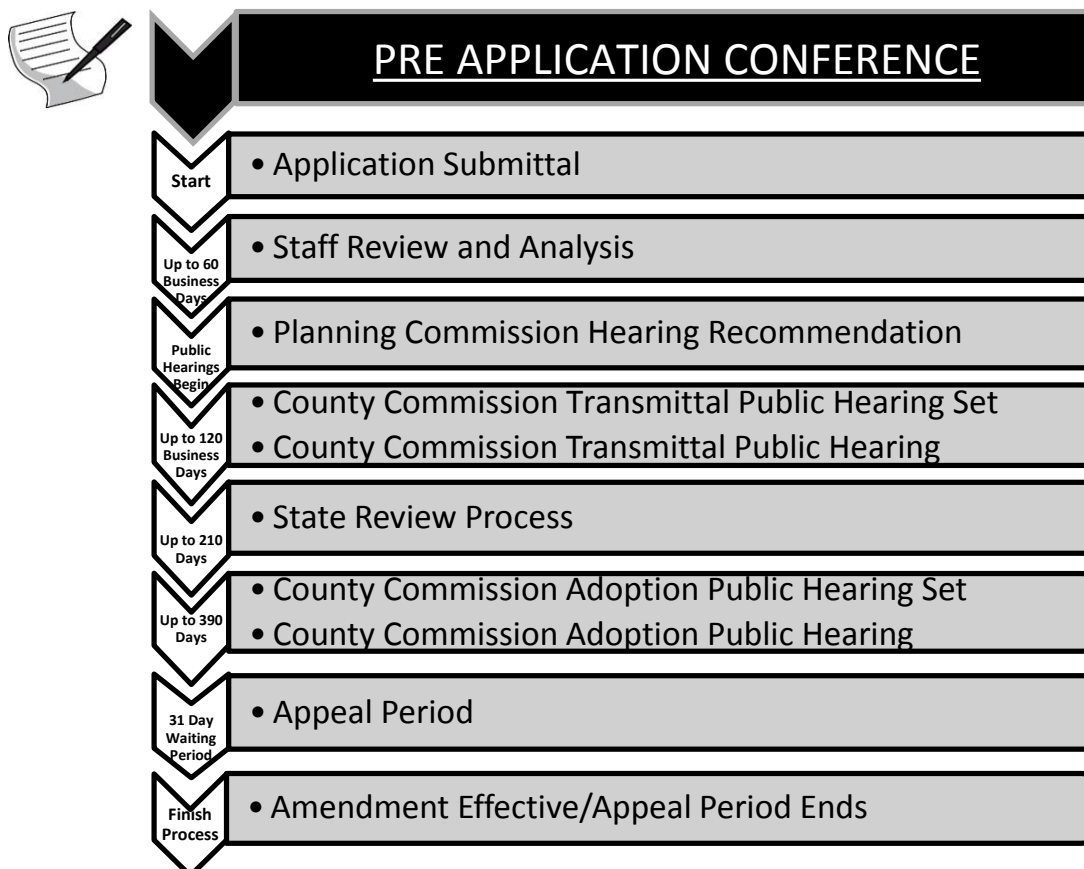 PRE APPLICATION CONFERENCE
Start
• Application Submittal
Up to 60
Business
Days
• Staff Review and Analysis
Public
Hearings
Begin
• Planning Commission Hearing Recommendation
Up to 120
Business
Days
• County Commission Transmittal Public Hearing Set
• County Commission Transmittal Public Hearing
Up to 210
Days
• State Review Process
Up to 390
Days
• County Commission Adoption Public Hearing Set
• County Commission Adoption Public Hearing
31 Day
Waiting
Period
• Appeal Period
Finish
Process
• Amendment Effective/Appeal Period Ends